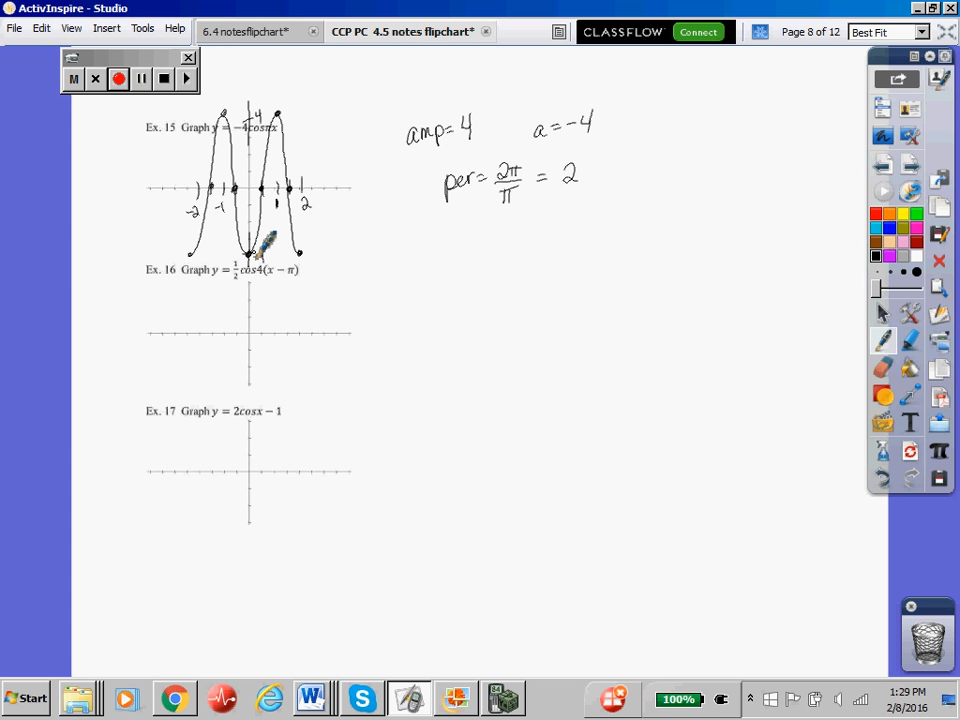 ActivInspire - Studio
File Edit View Insert Tools Help
6.4 notesflipchart*
CCP PC 4.5 notes flipchart*
CLASSFLOW Connect
Page 8 of 12
Best Fit
M
Ex. 15 Graph y = −4cosπx
4
-2 -1 1 2
amp= 4 a = -4
per= 2π/π = 2
Ex. 16 Graph y = 1/2 cos4(x − π)
Ex. 17 Graph y = 2cosx − 1
Start
100%
1:29 PM
2/8/2016